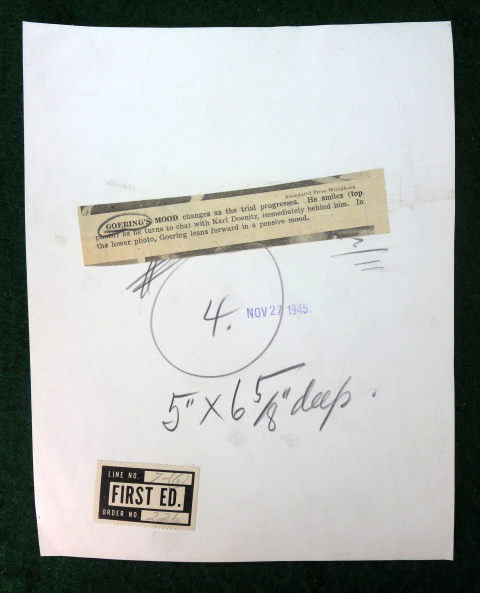 Associated Press Wirephoto
GOERING'S MOOD changes as the trial progresses. He smiles (top
photo) as he turns to chat with Karl Doenitz, immediately behind him. In
the lower photo, Goering leans forward in a pensive mood.
4. NOV 27 1945.
5" X 6 5/8" deep.
LINE NO.
FIRST ED.
ORDER NO.